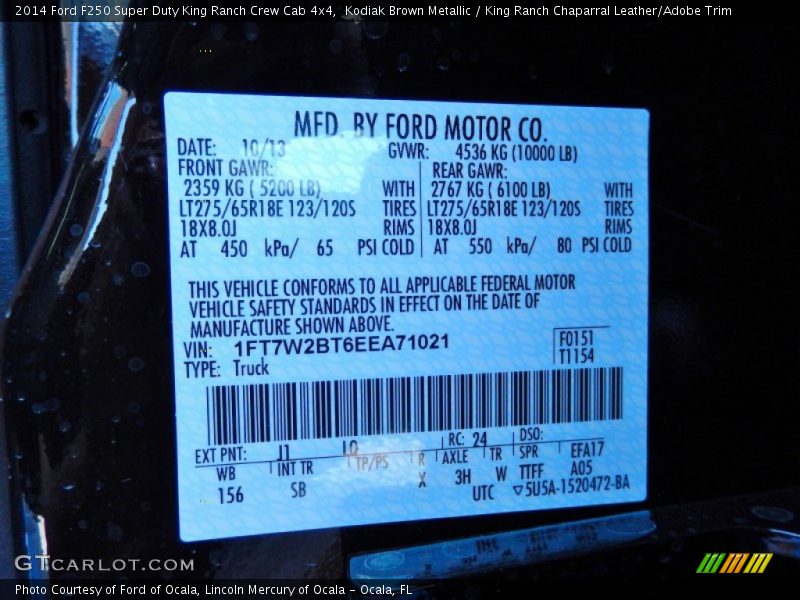 2014 Ford F250 Super Duty King Ranch Crew Cab 4x4,  Kodiak Brown Metallic / King Ranch Chaparral Leather/Adobe Trim
MFD. BY FORD MOTOR CO.
DATE: 10/13 GVWR: 4536 KG (10000 LB)
FRONT GAWR: REAR GAWR:
2359 KG ( 5200 LB) WITH 2767 KG ( 6100 LB) WITH
LT275/65R18E 123/120S TIRES LT275/65R18E 123/120S TIRES
18X8.0J RIMS 18X8.0J RIMS
AT 450 kPa/ 65 PSI COLD AT 550 kPa/ 80 PSI COLD
THIS VEHICLE CONFORMS TO ALL APPLICABLE FEDERAL MOTOR
VEHICLE SAFETY STANDARDS IN EFFECT ON THE DATE OF
MANUFACTURE SHOWN ABOVE.
VIN: 1FT7W2BT6EEA71021 F0151
TYPE: Truck T1154
EXT PNT: J1 LQ RC: 24 DSO:
WB INT TR TP/PS R AXLE TR SPR EFA17
156 SB X 3H W TTFF A05
UTC ▽5U5A-1520472-BA
GTCARLOT.COM
Photo Courtesy of Ford of Ocala, Lincoln Mercury of Ocala - Ocala, FL